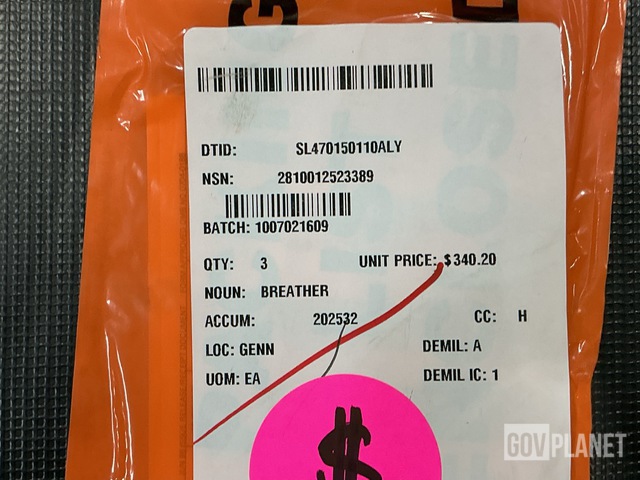 DTID: SL470150110ALY
NSN: 2810012523389
BATCH: 1007021609
QTY: 3 UNIT PRICE: $340.20
NOUN: BREATHER
ACCUM: 202532 CC: H
LOC: GENN DEMIL: A
UOM: EA DEMIL IC: 1
$
GOVPLANET